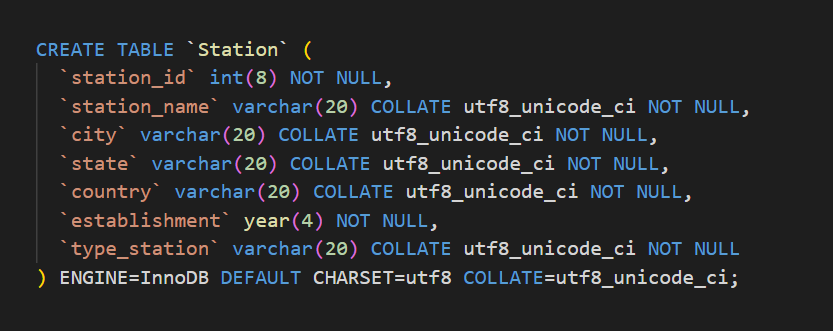 CREATE TABLE `Station` (
  `station_id` int(8) NOT NULL,
  `station_name` varchar(20) COLLATE utf8_unicode_ci NOT NULL,
  `city` varchar(20) COLLATE utf8_unicode_ci NOT NULL,
  `state` varchar(20) COLLATE utf8_unicode_ci NOT NULL,
  `country` varchar(20) COLLATE utf8_unicode_ci NOT NULL,
  `establishment` year(4) NOT NULL,
  `type_station` varchar(20) COLLATE utf8_unicode_ci NOT NULL
) ENGINE=InnoDB DEFAULT CHARSET=utf8 COLLATE=utf8_unicode_ci;